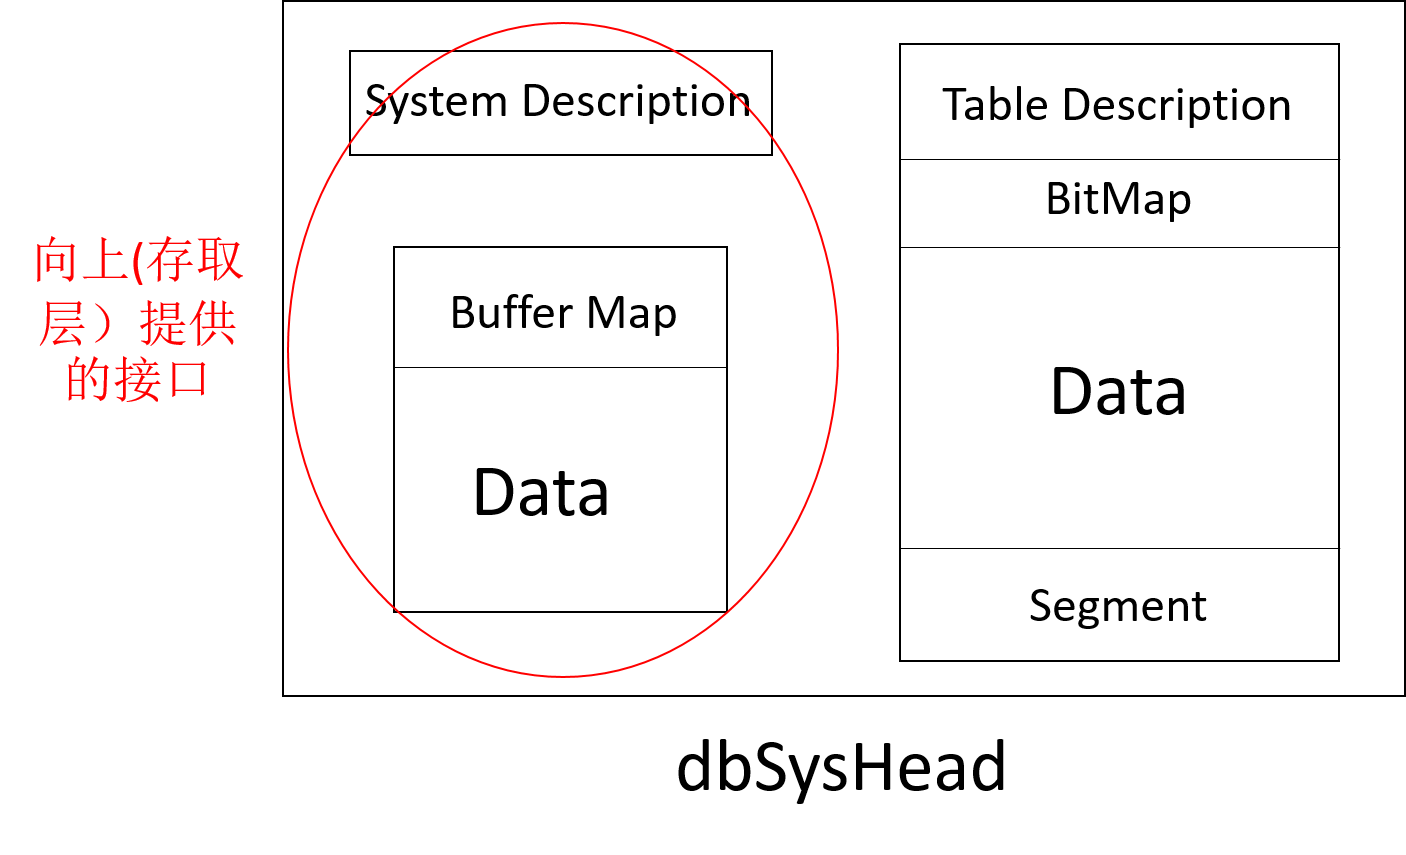 System Description
Buffer Map
Data
Table Description
BitMap
Data
Segment
向上(存取
层）提供
的接口
dbSysHead